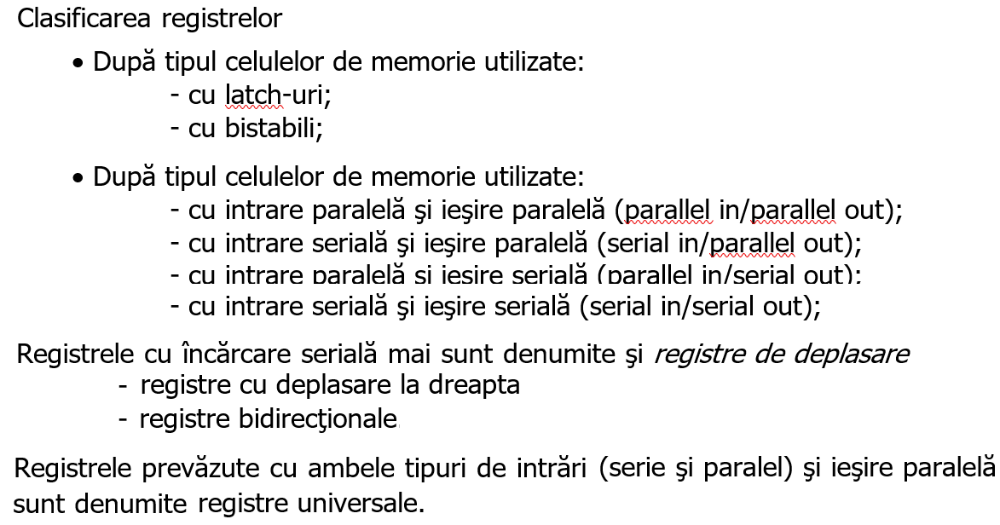 Clasificarea registrelor
• După tipul celulelor de memorie utilizate:
- cu latch-uri;
- cu bistabili;
• După tipul celulelor de memorie utilizate:
- cu intrare paralelă şi ieşire paralelă (parallel in/parallel out);
- cu intrare serială şi ieşire paralelă (serial in/parallel out);
- cu intrare paralelă şi ieşire serială (parallel in/serial out);
- cu intrare serială şi ieşire serială (serial in/serial out);
Registrele cu încărcare serială mai sunt denumite şi registre de deplasare
- registre cu deplasare la dreapta
- registre bidirecţionale
Registrele prevăzute cu ambele tipuri de intrări (serie şi paralel) şi ieşire paralelă
sunt denumite registre universale.